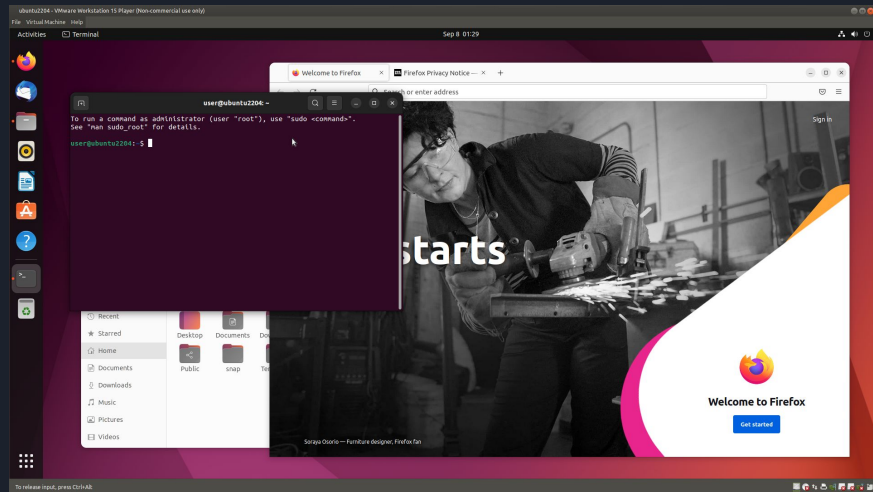 ubuntu2204 - VMware Workstation 15 Player (Non-commercial use only)
File Virtual Machine Help
Activities Terminal Sep 8 01:29
Welcome to Firefox
Firefox Privacy Notice —
or enter address
Sign in
user@ubuntu2204: ~
To run a command as administrator (user "root"), use "sudo <command>".
See "man sudo_root" for details.
user@ubuntu2204:~$
starts
Recent
Starred
Home
Documents
Downloads
Music
Pictures
Videos
Desktop Documents
Public snap
Soraya Osorio — Furniture designer, Firefox fan
Welcome to Firefox
Get started
To release input, press Ctrl+Alt